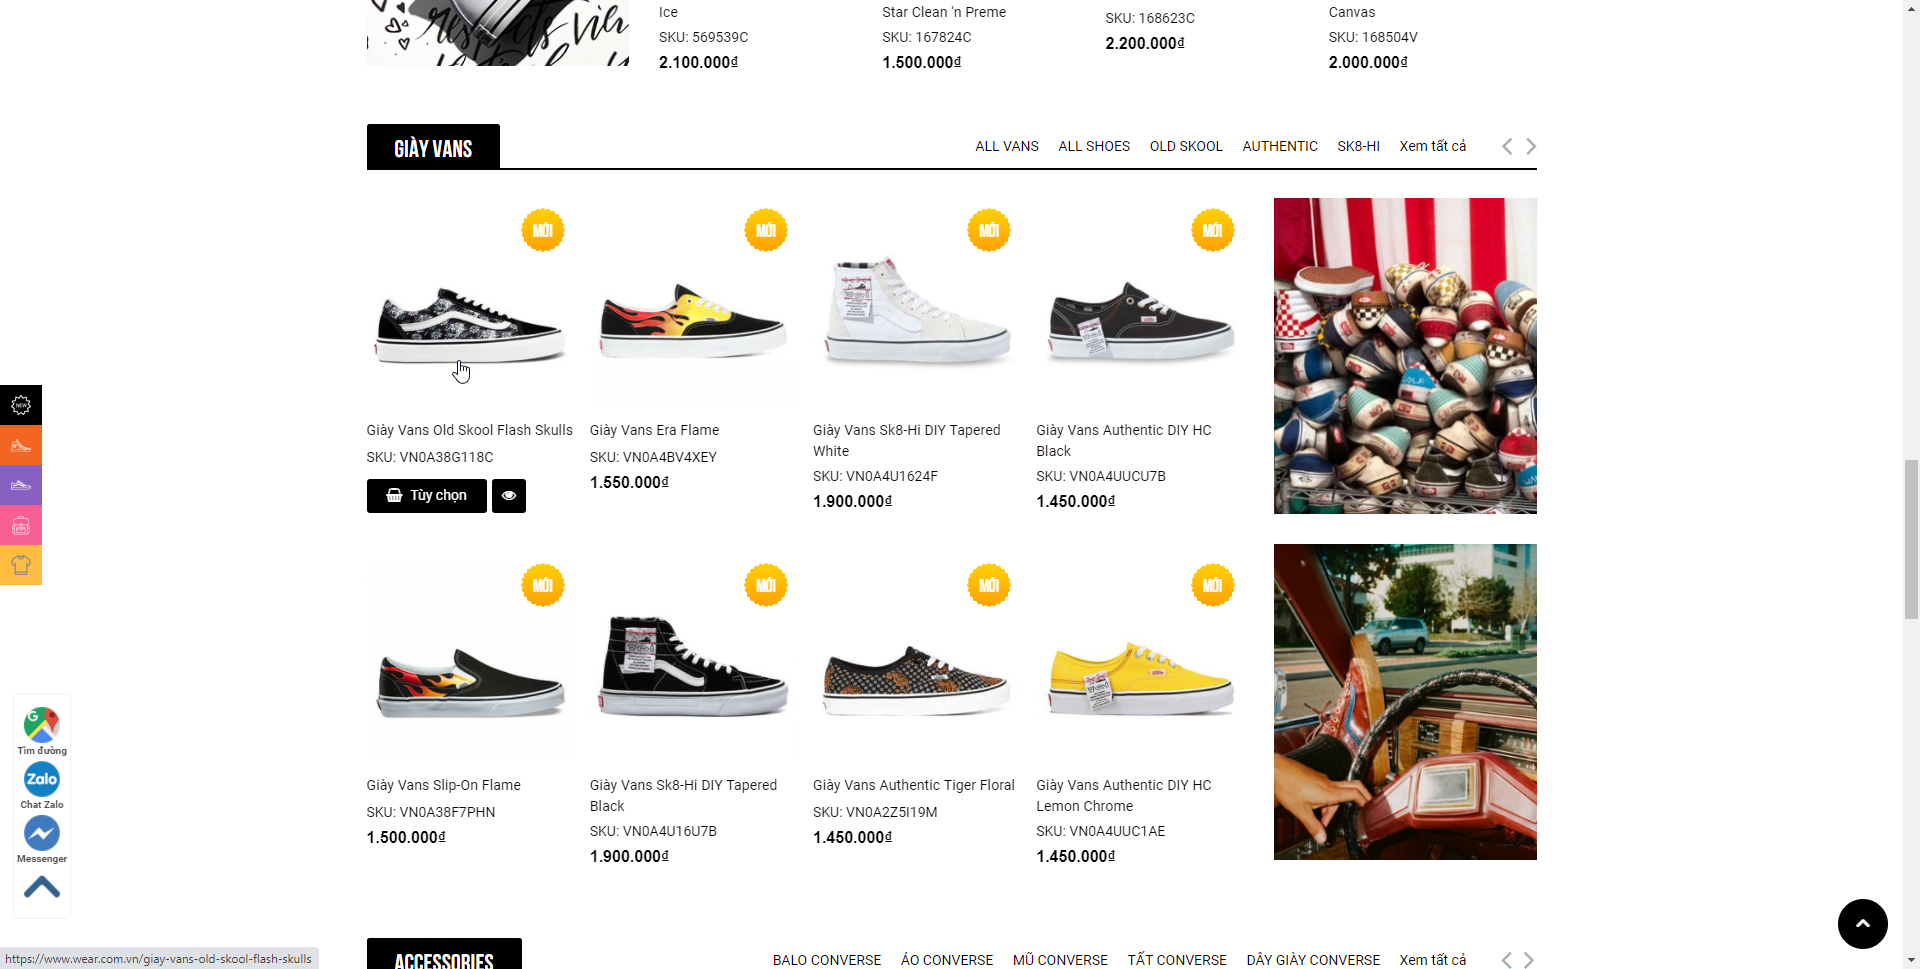 Ice
SKU: 569539C
2.100.000₫
Star Clean 'n Preme
SKU: 167824C
1.500.000₫
SKU: 168623C
2.200.000₫
Canvas
SKU: 168504V
2.000.000₫
GIÀY VANS
ALL VANS ALL SHOES OLD SKOOL AUTHENTIC SK8-HI Xem tất cả
MỚI
MỚI
MỚI
MỚI
Giày Vans Old Skool Flash Skulls
SKU: VN0A38G118C
Tùy chọn
Giày Vans Era Flame
SKU: VN0A4BV4XEY
1.550.000₫
Giày Vans Sk8-Hi DIY Tapered
White
SKU: VN0A4U1624F
1.900.000₫
Giày Vans Authentic DIY HC
Black
SKU: VN0A4UUCU7B
1.450.000₫
NEW
MỚI
MỚI
MỚI
MỚI
Giày Vans Slip-On Flame
SKU: VN0A38F7PHN
1.500.000₫
Giày Vans Sk8-Hi DIY Tapered
Black
SKU: VN0A4U16U7B
1.900.000₫
Giày Vans Authentic Tiger Floral
SKU: VN0A2Z5I19M
1.450.000₫
Giày Vans Authentic DIY HC
Lemon Chrome
SKU: VN0A4UUC1AE
1.450.000₫
G
Tìm đường
Zalo
Chat Zalo
Messenger
ACCESSORIES
BALO CONVERSE ÁO CONVERSE MŨ CONVERSE TẤT CONVERSE DÂY GIÀY CONVERSE Xem tất cả
https://www.wear.com.vn/giay-vans-old-skool-flash-skulls